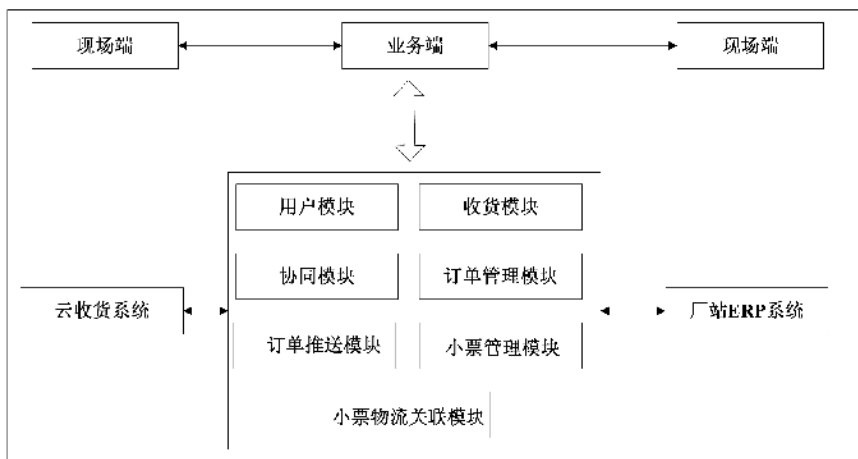 现场端 业务端 现场端
用户模块 收货模块
协同模块 订单管理模块
云收货系统 厂站ERP系统
订单推送模块 小票管理模块
小票物流关联模块